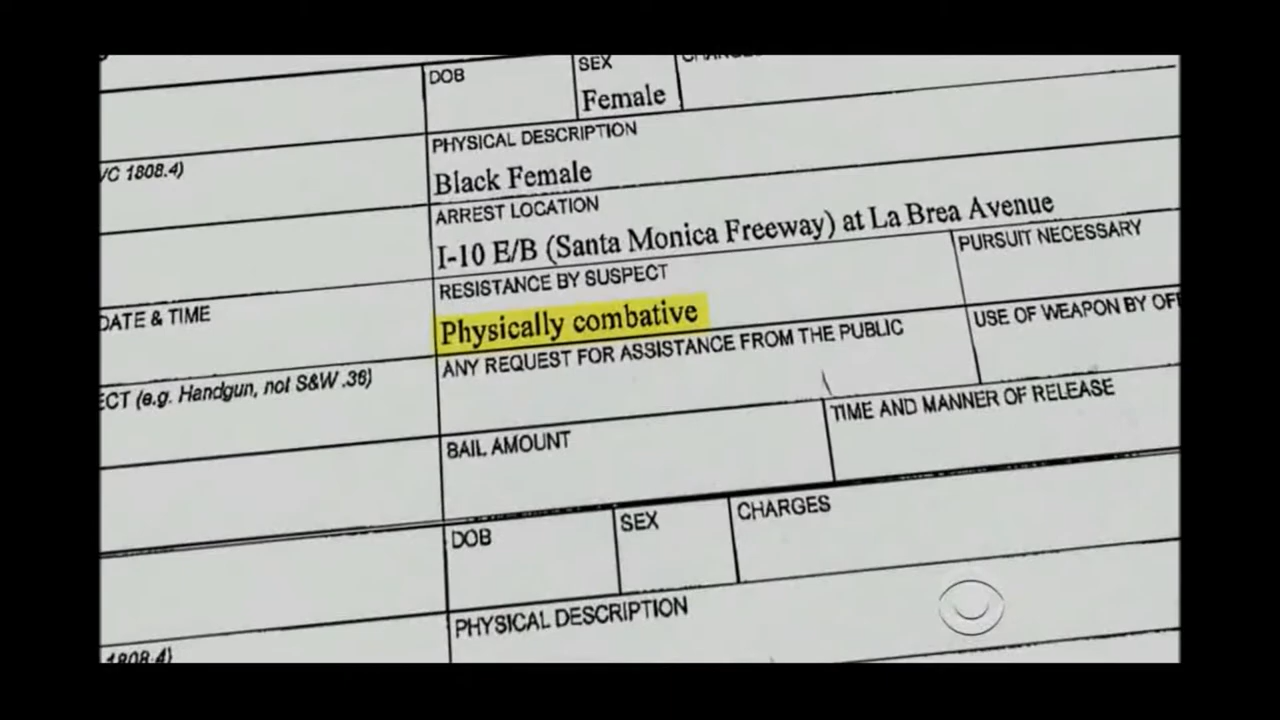 DOB
SEX
Female
PHYSICAL DESCRIPTION
VC 1808.4)
Black Female
ARREST LOCATION
I-10 E/B (Santa Monica Freeway) at La Brea Avenue
RESISTANCE BY SUSPECT
PURSUIT NECESSARY
DATE & TIME
Physically combative
ANY REQUEST FOR ASSISTANCE FROM THE PUBLIC
USE OF WEAPON BY OFF
ECT (e.g. Handgun, not S&W .36)
BAIL AMOUNT
TIME AND MANNER OF RELEASE
DOB
SEX
CHARGES
PHYSICAL DESCRIPTION
1808.4)